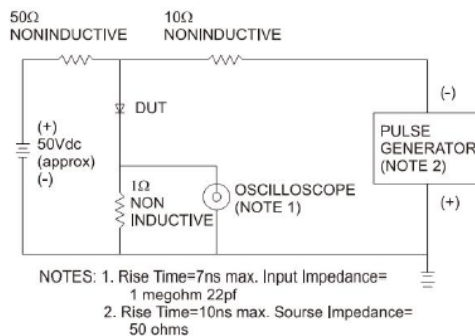 50Ω
NONINDUCTIVE
10Ω
NONINDUCTIVE
DUT
(+)
50Vdc
(approx)
(-)
1Ω
NON
INDUCTIVE
OSCILLOSCOPE
(NOTE 1)
(-)
PULSE
GENERATOR
(NOTE 2)
(+)
NOTES: 1. Rise Time=7ns max. Input Impedance=
1 megohm 22pf
2. Rise Time=10ns max. Sourse Impedance=
50 ohms